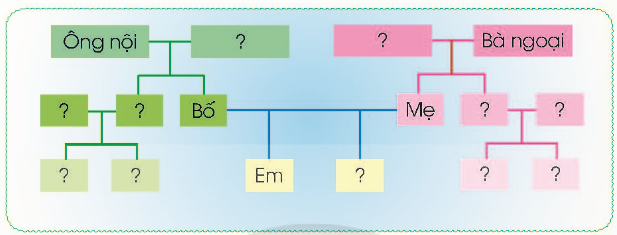 Ông nội ? ? Bà ngoại
? ? Bố Mẹ ? ?
? ? Em ? ? ?